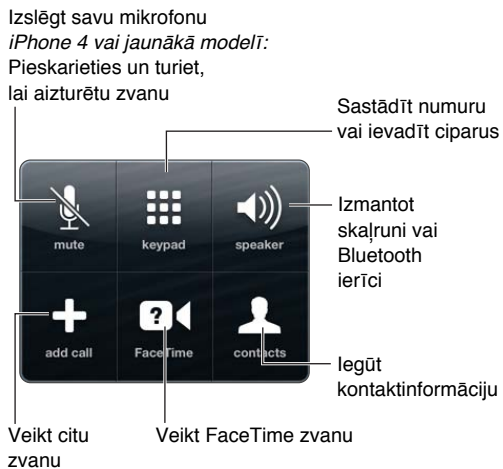 Izslēgt savu mikrofonu
iPhone 4 vai jaunākā modelī:
Pieskarieties un turiet,
lai aizturētu zvanu
Sastādīt numuru
vai ievadīt ciparus
mute
keypad
speaker
Izmantot
skaļruni vai
Bluetooth
ierīci
add call
FaceTime
contacts
Iegūt
kontaktinformāciju
Veikt citu
zvanu
Veikt FaceTime zvanu